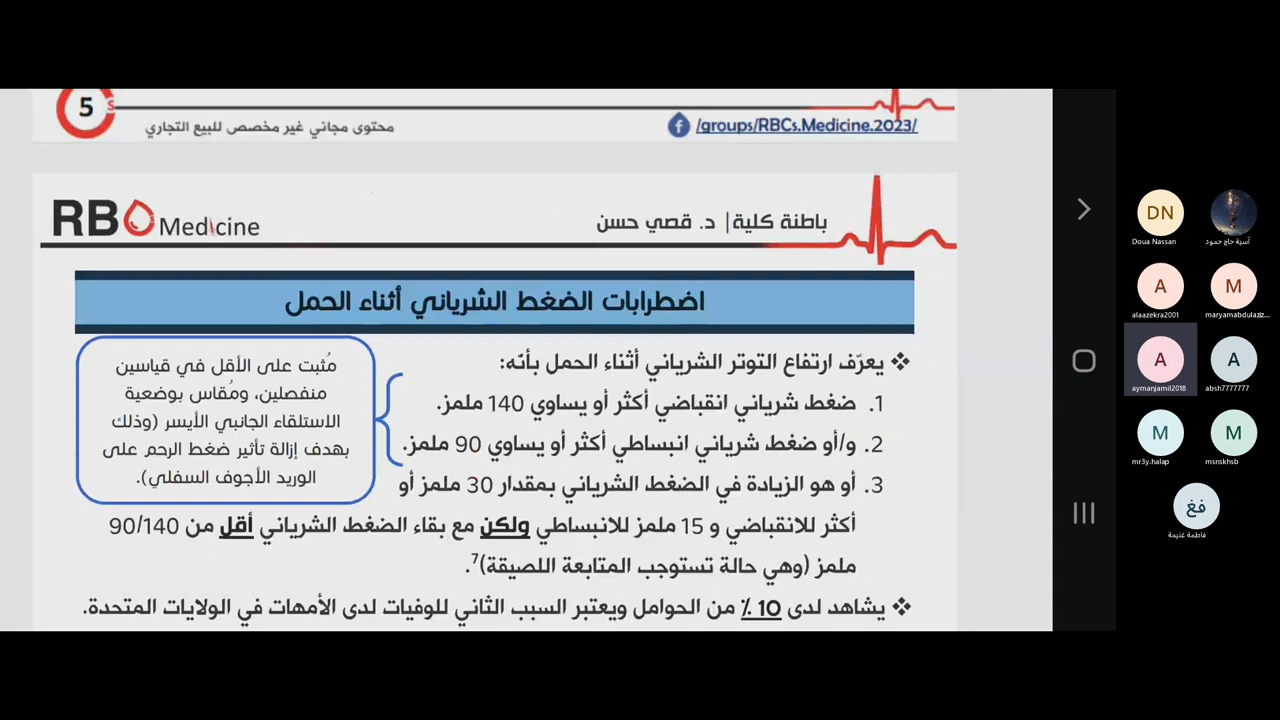 5
محتوى مجاني غير مخصص للبيع التجاري
/groups/RBCs.Medicine.2023/
RB Medicine
باطنة كلية| د. قصي حسن
اضطرابات الضغط الشرياني أثناء الحمل
❖ يعرّف ارتفاع التوتر الشرياني أثناء الحمل بأنّه:
1. ضغط شرياني انقباضي أكثر أو يساوي 140 ملمز.
2. و/أو ضغط شرياني انبساطي أكثر أو يساوي 90 ملمز.
3. أو هو الزيادة في الضغط الشرياني بمقدار 30 ملمز أو
أكثر للانقباضي و 15 ملمز للانبساطي ولكن مع بقاء الضغط الشرياني أقل من 90/140
ملمز (وهي حالة تستوجب المتابعة اللصيقة)⁷.
❖ يشاهد لدى 10 ٪ من الحوامل ويعتبر السبب الثاني للوفيات لدى الأمهات في الولايات المتحدة.
مُثبت على الأقل في قياسين
منفصلين، ومُقاس بوضعية
الاستلقاء الجانبي الأيسر (وذلك
بهدف إزالة تأثير ضغط الرحم على
الوريد الأجوف السفلي).
DN
Doua Nassan
آسية حاج حمود
A
alaazekra2001
M
maryamabdulaziz...
A
aymanjamil2018
A
absh7777777
M
mr3y.halap
M
msnskhsb
فغ
فاطمة غنيمة